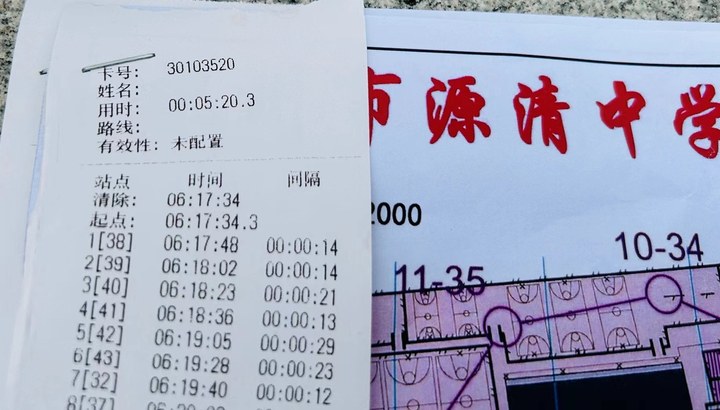 卡号: 30103520
姓名:
用时: 00:05:20.3
路线:
有效性: 未配置
站点 时间 间隔
清除: 06:17:34
起点: 06:17:34.3
1[38] 06:17:48 00:00:14
2[39] 06:18:02 00:00:14
3[40] 06:18:23 00:00:21
4[41] 06:18:36 00:00:13
5[42] 06:19:05 00:00:29
6[43] 06:19:28 00:00:23
7[32] 06:19:40 00:00:12
8[37]
市源清中学
2000
10-34
11-35